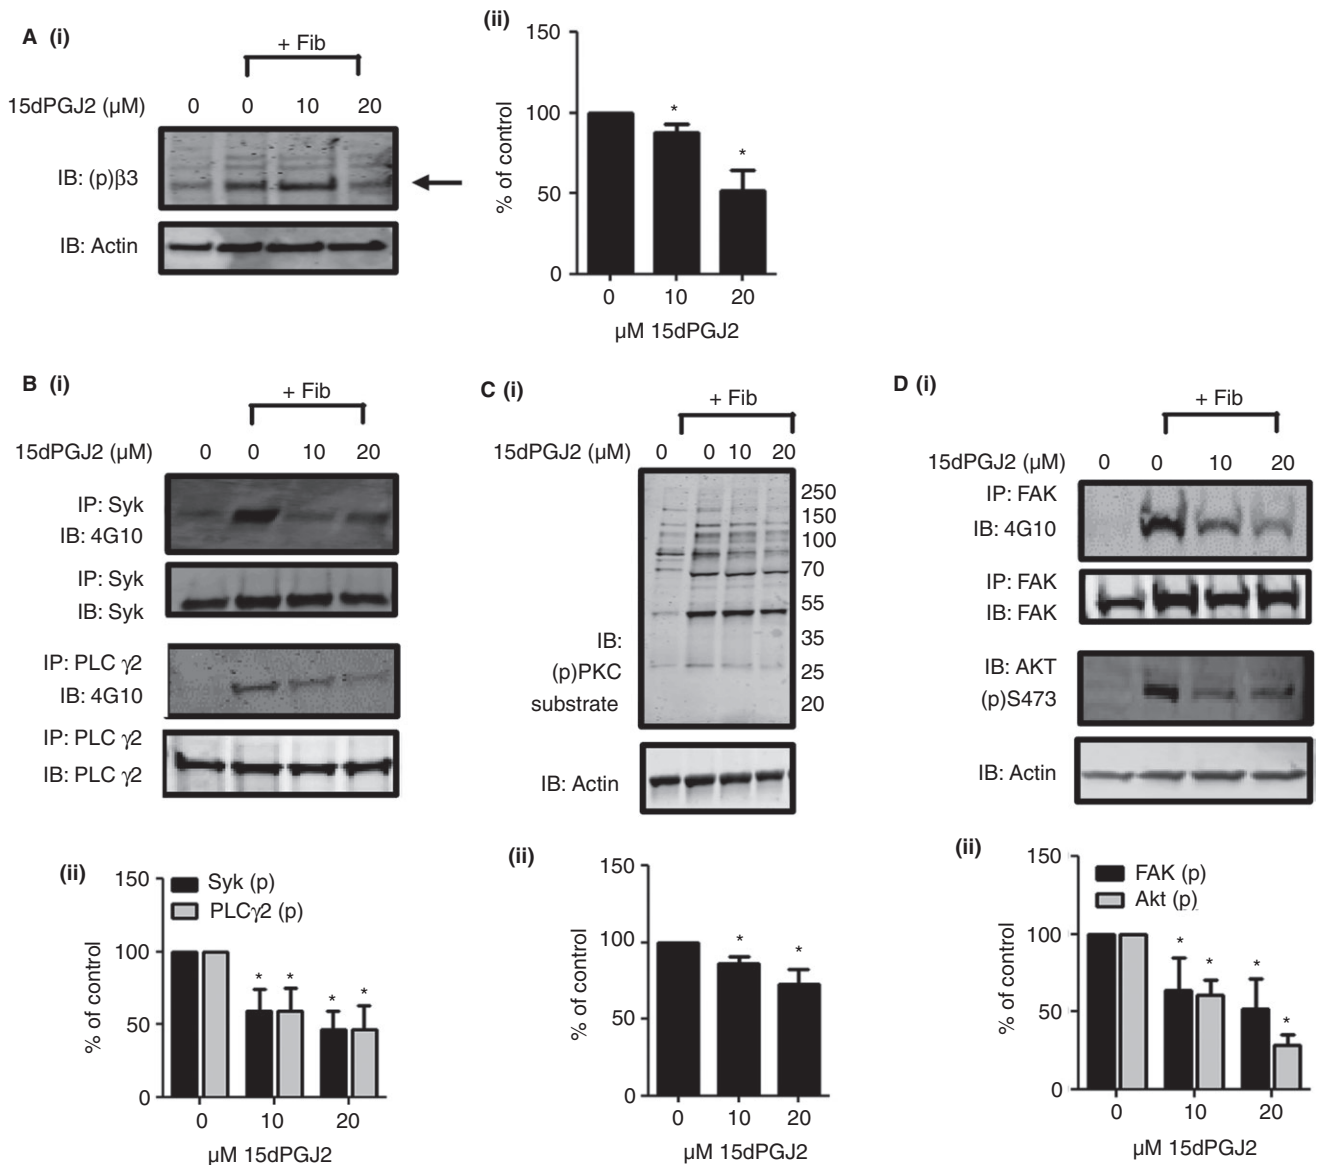 A (i)
+ Fib
15dPGJ2 (μM) 0 0 10 20
IB: (p)β3
IB: Actin
(ii)
150
100
50
0
% of control
0 10 20
μM 15dPGJ2
B (i)
+ Fib
15dPGJ2 (μM) 0 0 10 20
IP: Syk
IB: 4G10
IP: Syk
IB: Syk
IP: PLC γ2
IB: 4G10
IP: PLC γ2
IB: PLC γ2
(ii)
150
100
50
0
% of control
Syk (p)
PLCγ2 (p)
* * * *
0 10 20
μM 15dPGJ2
C (i)
+ Fib
15dPGJ2 (μM) 0 0 10 20
250
150
100
70
55
35
25
20
IB:
(p)PKC
substrate
IB: Actin
(ii)
150
100
50
0
% of control
* *
0 10 20
μM 15dPGJ2
D (i)
+ Fib
15dPGJ2 (μM) 0 0 10 20
IP: FAK
IB: 4G10
IP: FAK
IB: FAK
IB: AKT
(p)S473
IB: Actin
(ii)
150
100
50
0
% of control
FAK (p)
Akt (p)
* * * *
0 10 20
μM 15dPGJ2